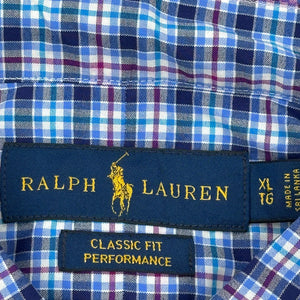 RALPH LAUREN
XL
TG
MADE IN
SRI LANKA
CLASSIC FIT
PERFORMANCE